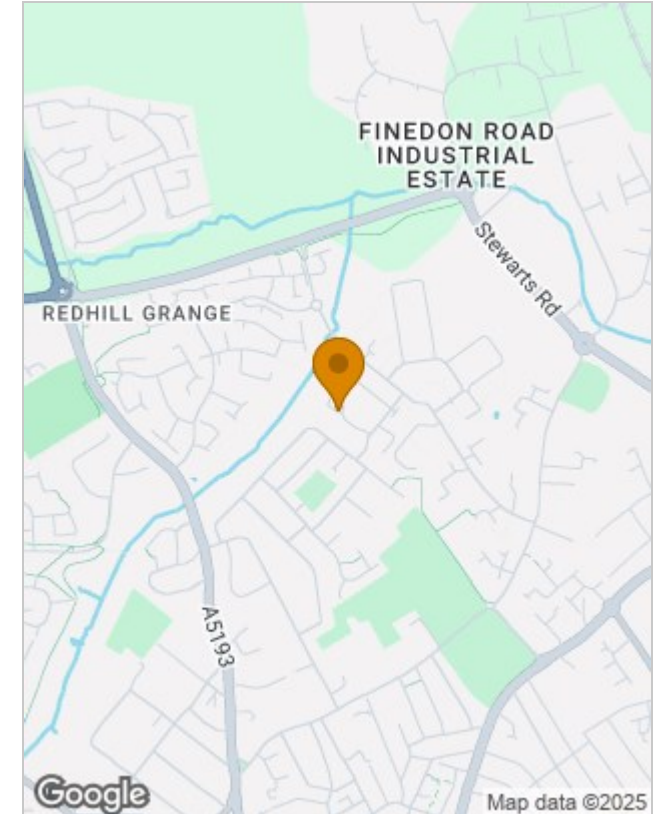 FINEDON ROAD
INDUSTRIAL
ESTATE
Stewarts Rd
REDHILL GRANGE
A5193
Google
Map data ©2025